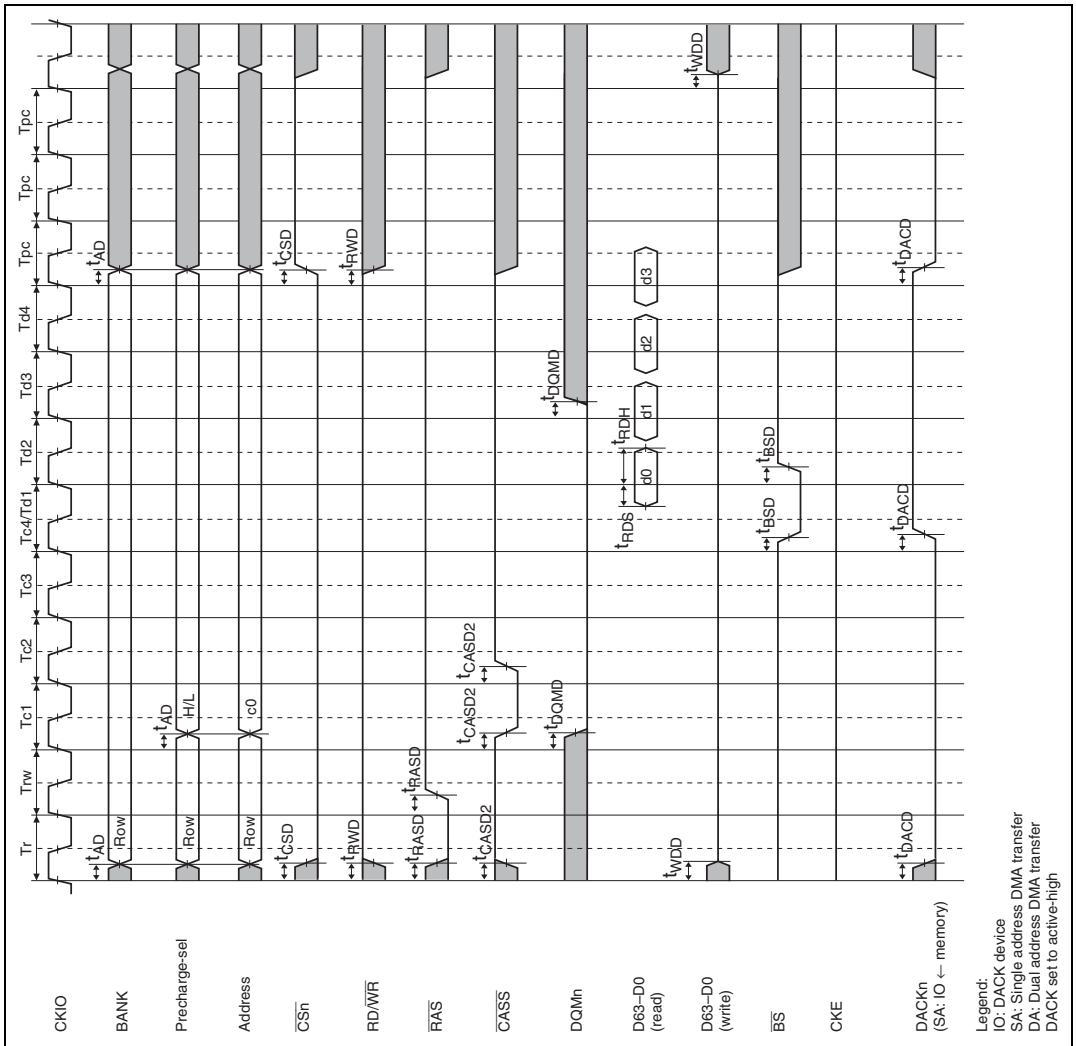 Tr Trw Tc1 Tc2 Tc3 Tc4/Td1 Td2 Td3 Td4 Tpc Tpc Tpc
CKIO
tAD tAD
BANK Row
tAD
Precharge-sel Row H/L
Address Row c0
tCSD tCSD
CSn
tRWD tRWD
RD/WR
tRASD tRASD
RAS
tCASD2 tCASD2 tCASD2
CASS
tDQMD tDQMD
DQMn
tRDS tRDH
D63–D0 d0 d1 d2 d3
(read)
tWDD tWDD
D63–D0
(write)
tBSD tBSD
BS
CKE
tDACD tDACD tDACD
DACKn
(SA: IO ← memory)
Legend:
IO: DACK device
SA: Single address DMA transfer
DA: Dual address DMA transfer
DACK set to active-high